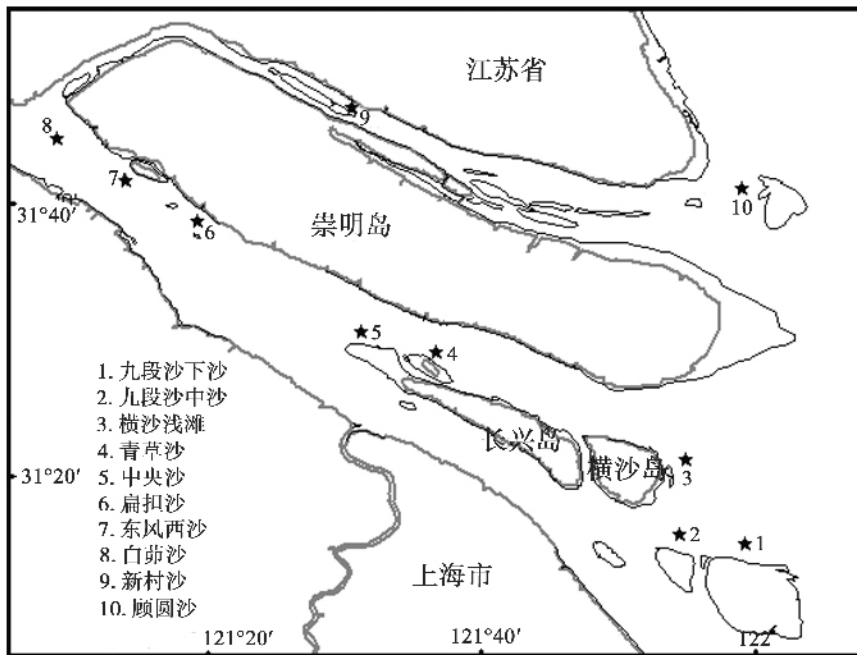 江苏省
8
9
7
10
31°40′
6
崇明岛
5
4
1. 九段沙下沙
2. 九段沙中沙
3. 横沙浅滩
4. 青草沙
5. 中央沙
6. 扁担沙
7. 东风西沙
8. 白茆沙
9. 新村沙
10. 顾圆沙
长兴岛
横沙岛
3
31°20′
2
1
上海市
121°20′
121°40′
122